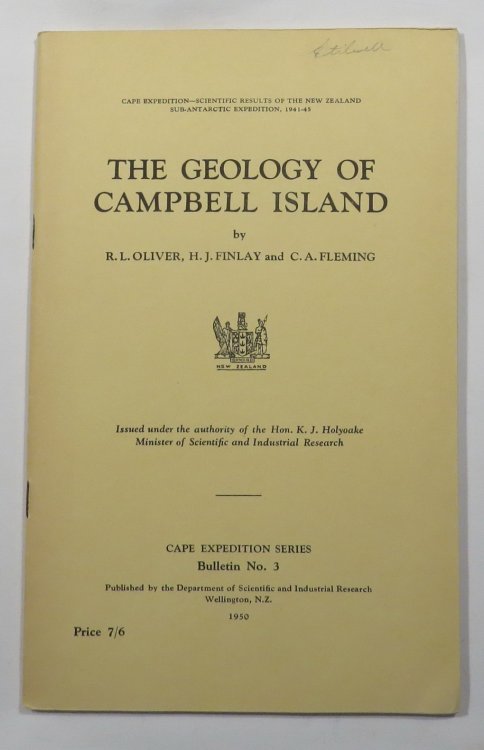 Stilwell
CAPE EXPEDITION—SCIENTIFIC RESULTS OF THE NEW ZEALAND
SUB-ANTARCTIC EXPEDITION, 1941-45
THE GEOLOGY OF
CAMPBELL ISLAND
by
R. L. OLIVER, H. J. FINLAY and C. A. FLEMING
NEW ZEALAND
Issued under the authority of the Hon. K. J. Holyoake
Minister of Scientific and Industrial Research
CAPE EXPEDITION SERIES
Bulletin No. 3
Published by the Department of Scientific and Industrial Research
Wellington, N.Z.
1950
Price 7/6